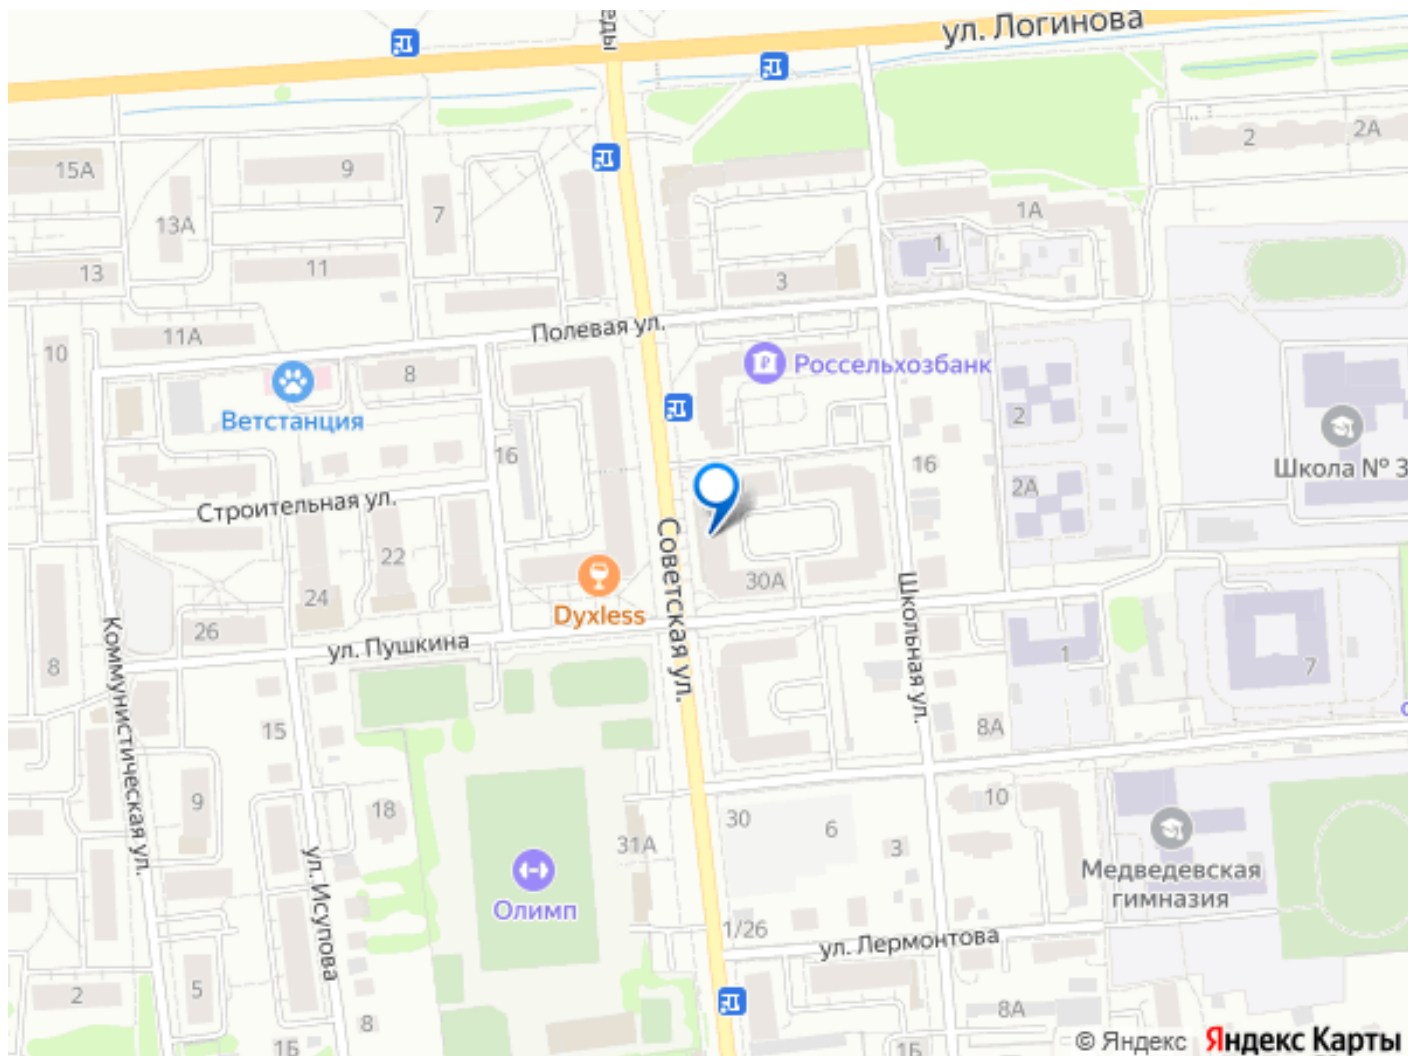 ул. Логинова
еды
2А
2
15А
9
13А
7
1А
1
13
11
3
Полевая ул.
11А
10
8
Россельхозбанк
Ветстанция
2
16
16
Школа № 3
2А
Строительная ул.
Советская ул.
22
30А
24
Dyxless
Школьная ул.
26
ул. Пушкина
Коммунистическая ул.
8
1
7
15
8А
9
18
30
6
10
31А
3
Медведевская
гимназия
ул. Исупова
Олимп
1/26
ул. Лермонтова
5
2
8
8А
1Б
1Б
© Яндекс Яндекс Карты